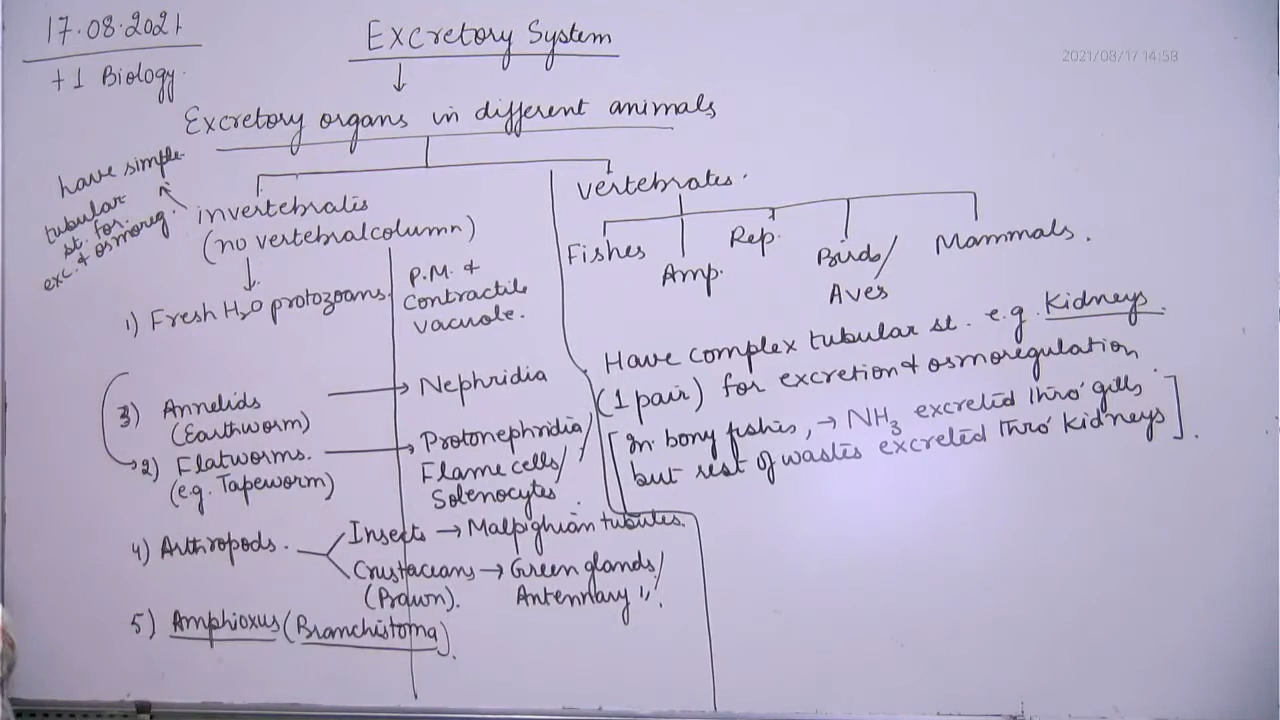 17.08.2021
+1 Biology.
2021/08/17 14:58
Excretory System
Excretory organs in different animals
have simple
tubular
st. for.
exc. & osmoreg.
invertebrates
(no vertebral column)
1) Fresh H₂O protozoans.
P.M. &
Contractile
vacuole.
3) Annelids
(Earthworm)
Nephridia
2) Flatworms.
(e.g. Tapeworm)
Protonephridia/
Flame cells/
Solenocytes.
4) Arthropods.
Insects → Malpighian tubules.
Crustaceans → Green glands/
(Prawn).
Antennary ".
5) Amphioxus (Branchistoma).
Vertebrates.
Fishes
Amp.
Rep.
Birds/
Aves
Mammals.
Have complex tubular st. e.g. Kidneys.
(1 pair) for excretion & osmoregulation
[In bony fishes, → NH₃ excreted thro' gills
but rest of wastes excreted thro' kidneys].